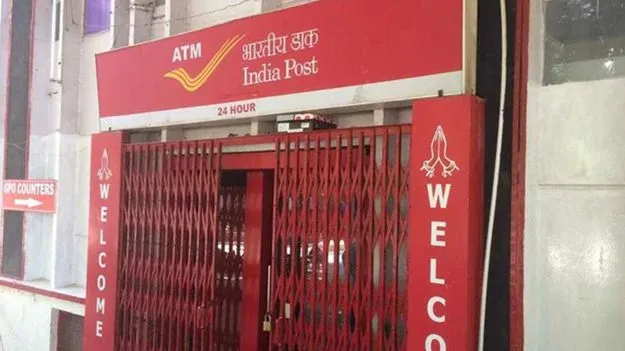 ATM
भारतीय डाक
India Post
24 HOUR
GPO COUNTERS
WELCOME
WELCO